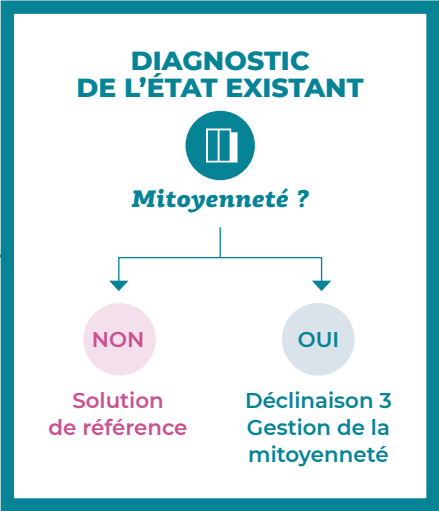 DIAGNOSTIC
DE L’ÉTAT EXISTANT
Mitoyenneté ?
NON
OUI
Solution
de référence
Déclinaison 3
Gestion de la
mitoyenneté